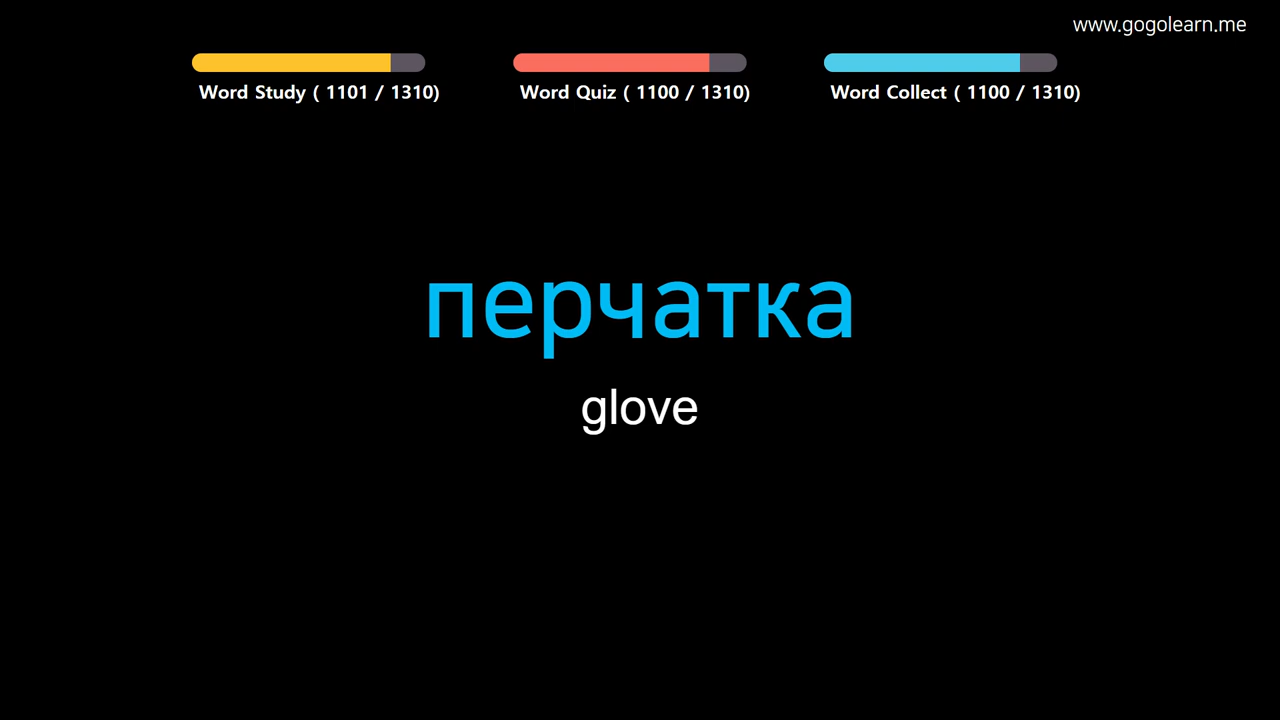 www.gogolearn.me
Word Study ( 1101 / 1310)
Word Quiz ( 1100 / 1310)
Word Collect ( 1100 / 1310)
перчатка
glove